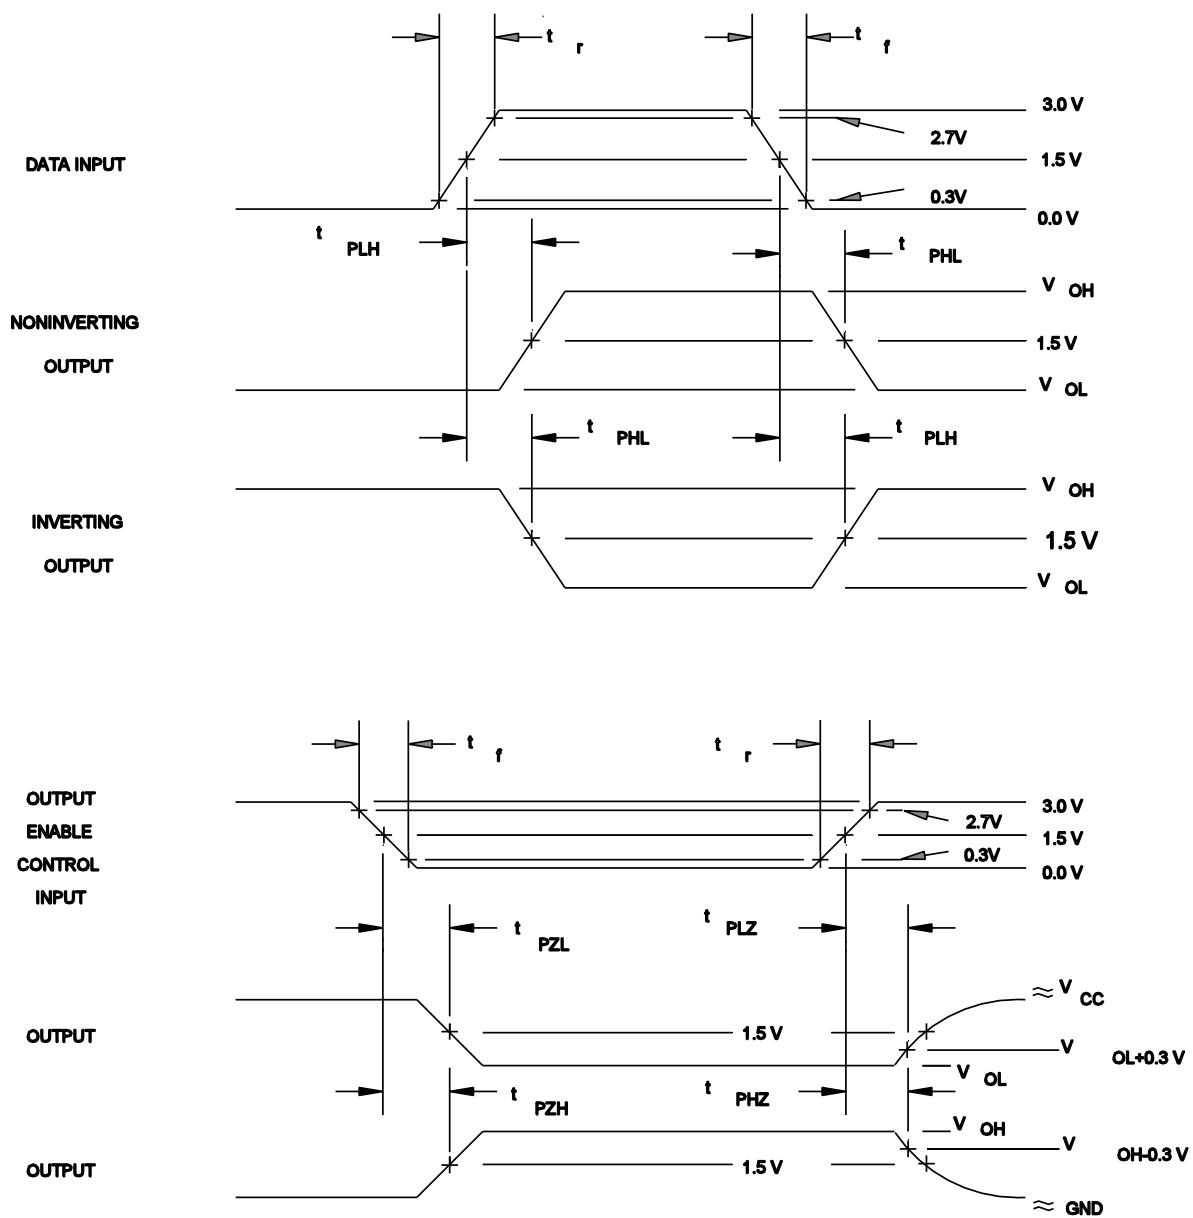 t r
t f
3.0 V
2.7V
DATA INPUT
1.5 V
0.3V
0.0 V
t PLH
t PHL
V OH
NONINVERTING
OUTPUT
1.5 V
V OL
t PHL
t PLH
V OH
INVERTING
OUTPUT
1.5 V
V OL
t f
t r
OUTPUT
ENABLE
CONTROL
INPUT
3.0 V
2.7V
1.5 V
0.3V
0.0 V
t PZL
t PLZ
≈ V CC
OUTPUT
1.5 V
V OL+0.3 V
V OL
t PZH
t PHZ
V OH
V OH-0.3 V
OUTPUT
1.5 V
≈ GND